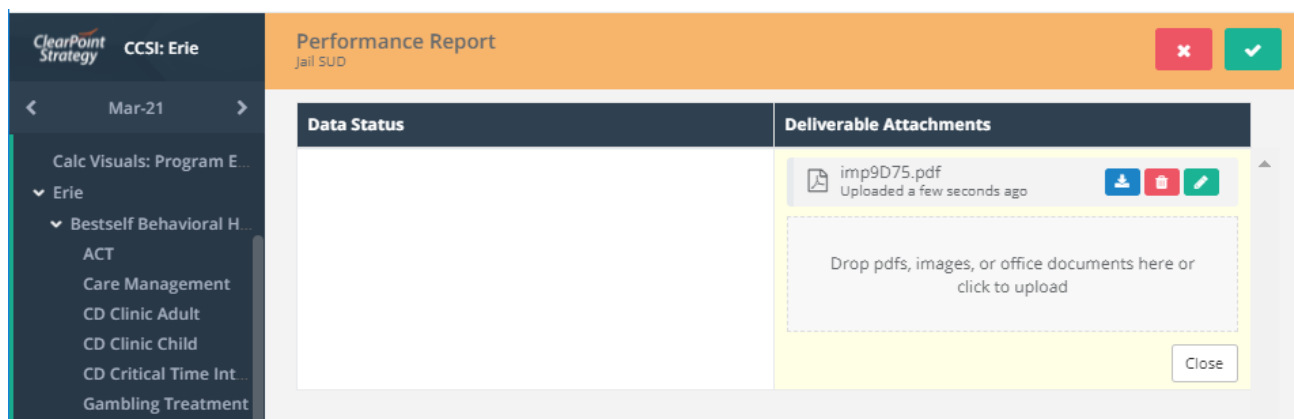 ClearPoint
Strategy
CCSI: Erie
Mar-21
Calc Visuals: Program E...
Erie
Bestself Behavioral H...
ACT
Care Management
CD Clinic Adult
CD Clinic Child
CD Critical Time Int...
Gambling Treatment
Performance Report
Jail SUD
Data Status
Deliverable Attachments
imp9D75.pdf
Uploaded a few seconds ago
Drop pdfs, images, or office documents here or
click to upload
Close